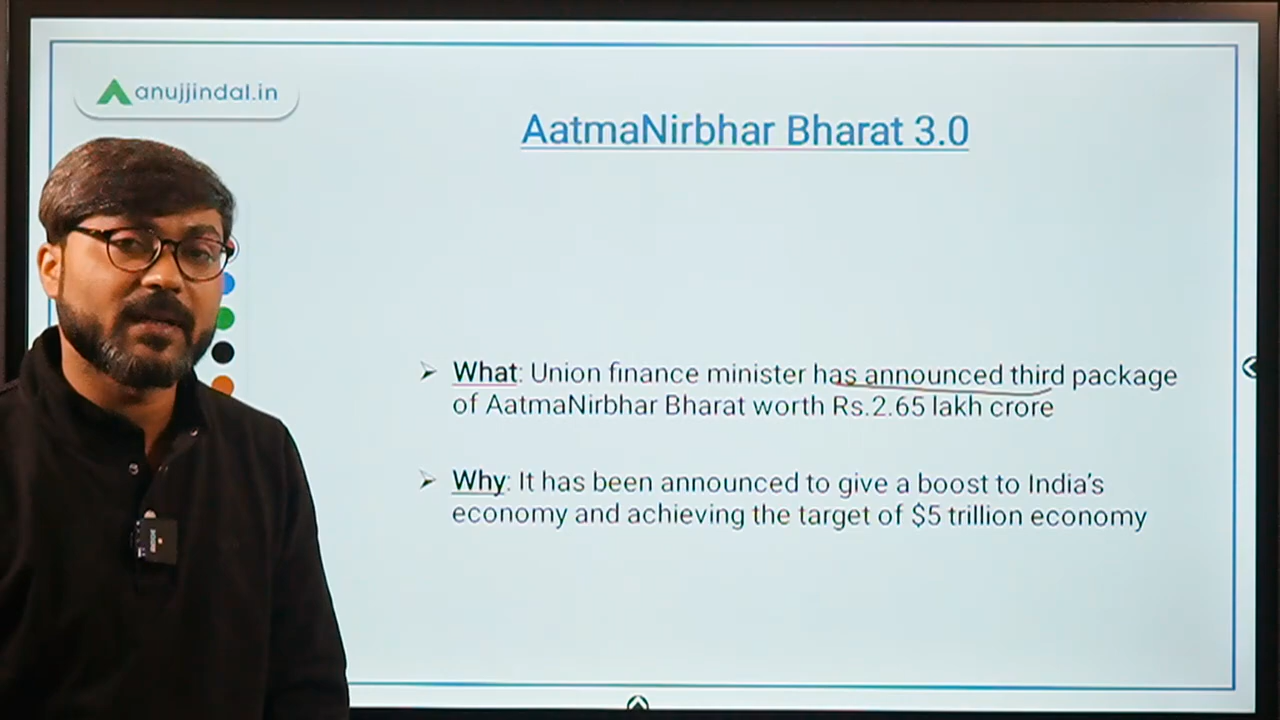 anujjindal.in
AatmaNirbhar Bharat 3.0
➢ What: Union finance minister has announced third package
of AatmaNirbhar Bharat worth Rs.2.65 lakh crore
➢ Why: It has been announced to give a boost to India's
economy and achieving the target of $5 trillion economy